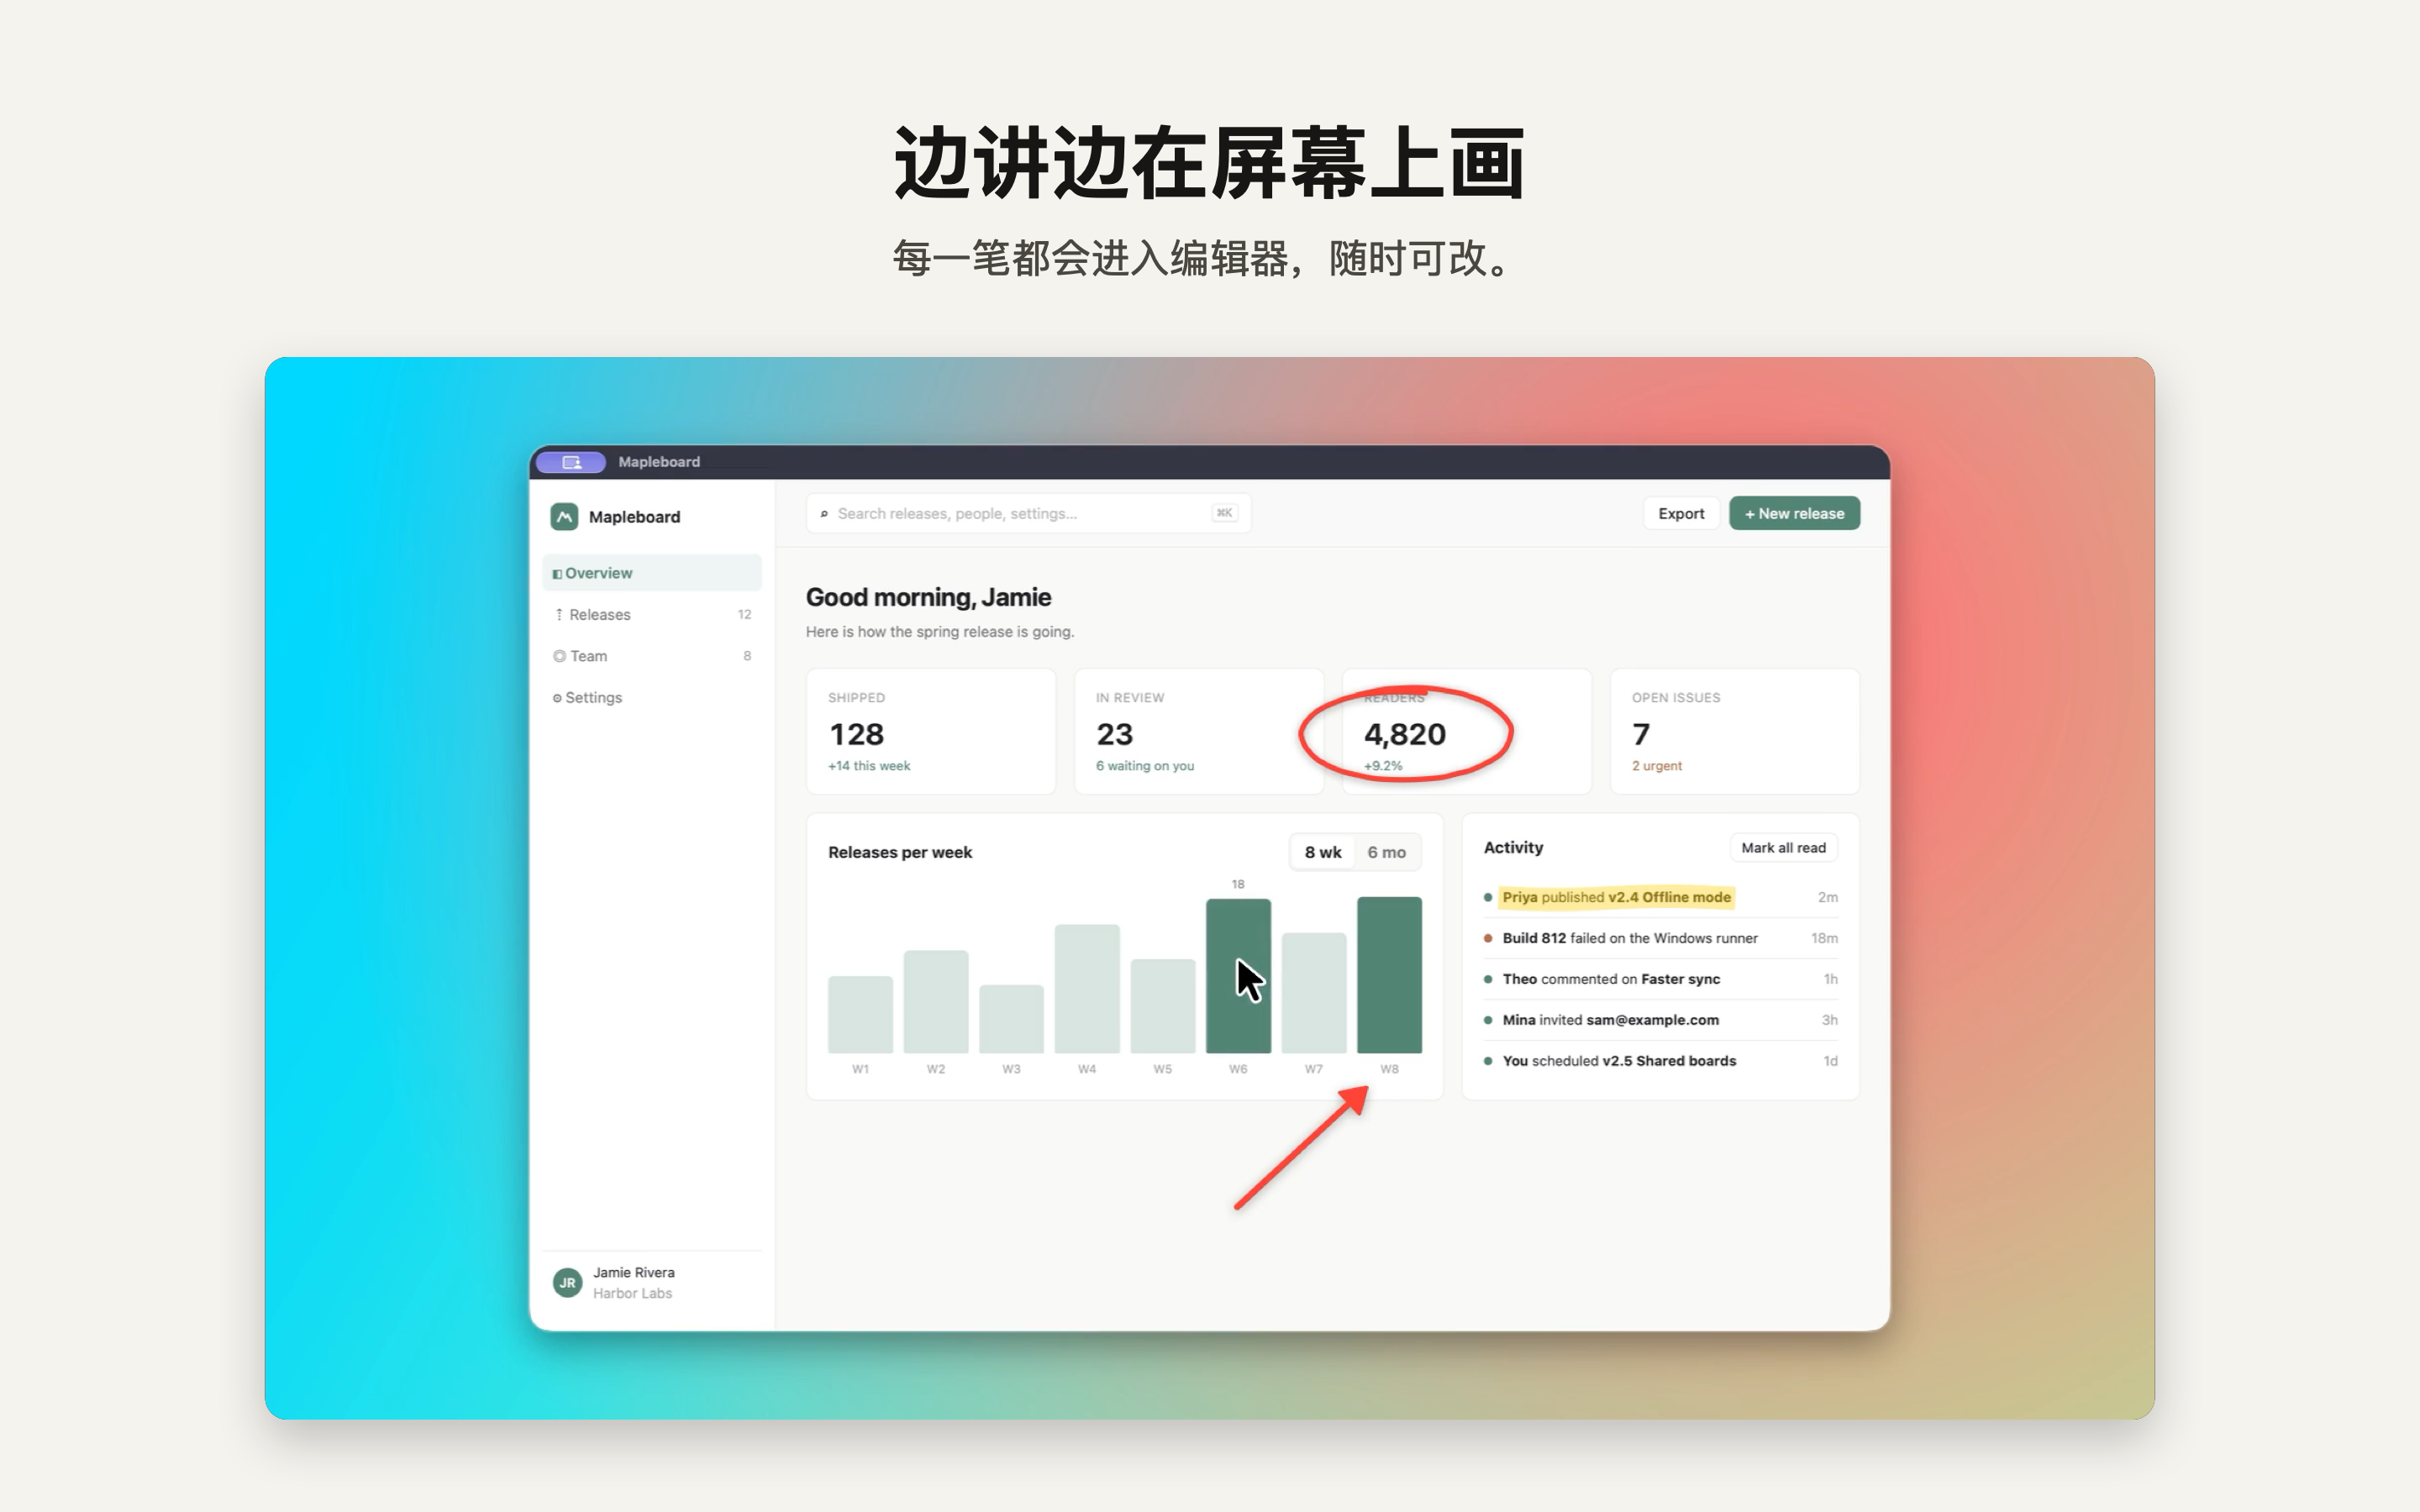 边讲边在屏幕上画
每一笔都会进入编辑器，随时可改。
Mapleboard
Mapleboard
Search releases, people, settings...
⌘K
Export
+ New release
Overview
Releases 12
Team 8
Settings
Good morning, Jamie
Here is how the spring release is going.
SHIPPED
128
+14 this week
IN REVIEW
23
6 waiting on you
READERS
4,820
+9.2%
OPEN ISSUES
7
2 urgent
Releases per week
8 wk 6 mo
18
W1 W2 W3 W4 W5 W6 W7 W8
Activity
Mark all read
Priya published v2.4 Offline mode 2m
Build 812 failed on the Windows runner 18m
Theo commented on Faster sync 1h
Mina invited sam@example.com 3h
You scheduled v2.5 Shared boards 1d
JR
Jamie Rivera
Harbor Labs